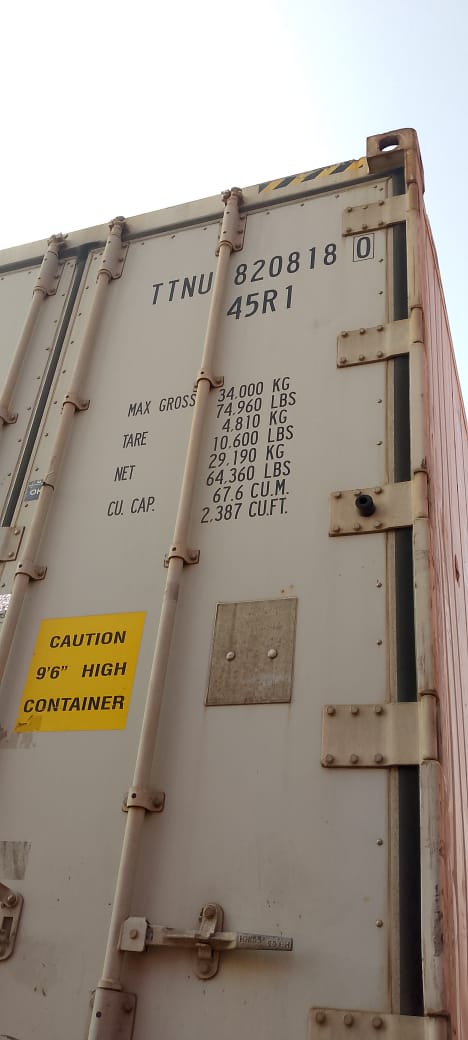 TTNU 820818 0
45R1
MAX GROSS 34.000 KG
74.960 LBS
TARE 4.810 KG
10.600 LBS
NET 29.190 KG
64,360 LBS
CU. CAP. 67.6 CU.M.
2,387 CU.FT.
CAUTION
9'6" HIGH
CONTAINER